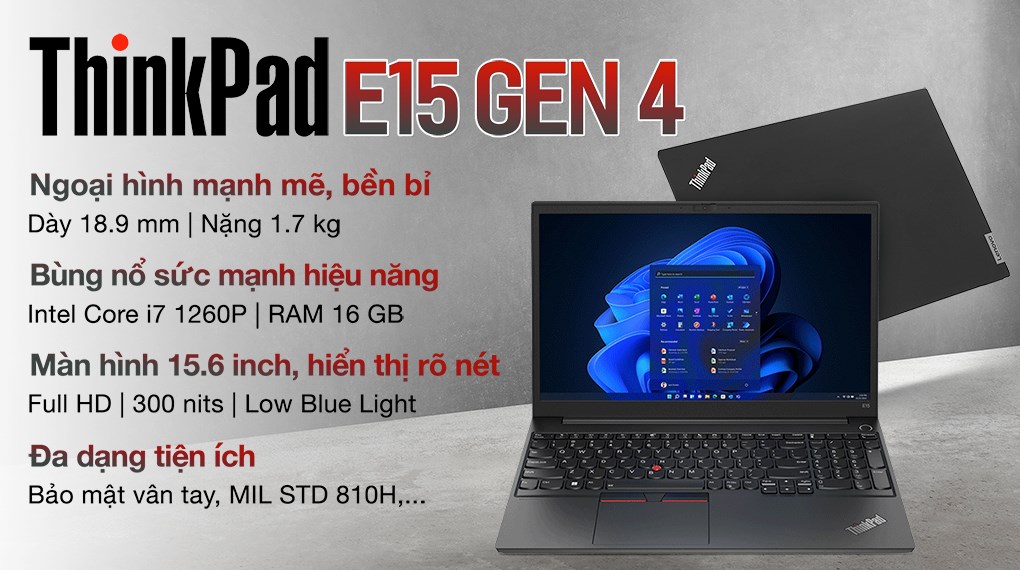 ThinkPad E15 GEN 4
Ngoại hình mạnh mẽ, bền bỉ
Dày 18.9 mm | Nặng 1.7 kg
Bùng nổ sức mạnh hiệu năng
Intel Core i7 1260P | RAM 16 GB
Màn hình 15.6 inch, hiển thị rõ nét
Full HD | 300 nits | Low Blue Light
Đa dạng tiện ích
Bảo mật vân tay, MIL STD 810H,...
ThinkPad
Lenovo
E15
ThinkPad